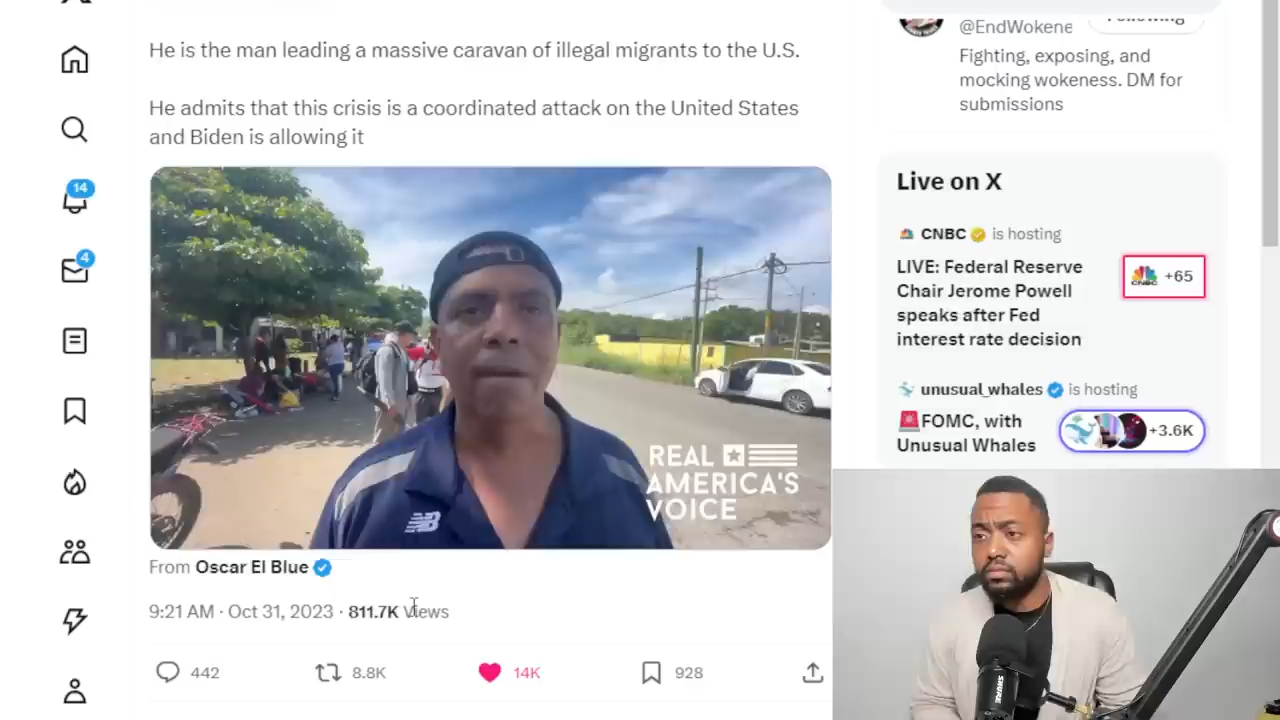 He is the man leading a massive caravan of illegal migrants to the U.S.
He admits that this crisis is a coordinated attack on the United States
and Biden is allowing it
REAL
AMERICA'S
VOICE
From Oscar El Blue
9:21 AM · Oct 31, 2023 · 811.7K Views
442
8.8K
14K
928
14
4
@EndWokene
Following
Fighting, exposing, and
mocking wokeness. DM for
submissions
Live on X
CNBC is hosting
LIVE: Federal Reserve
Chair Jerome Powell
speaks after Fed
interest rate decision
CNBC
+65
unusual_whales is hosting
🚨FOMC, with
Unusual Whales
+3.6K
SHURE